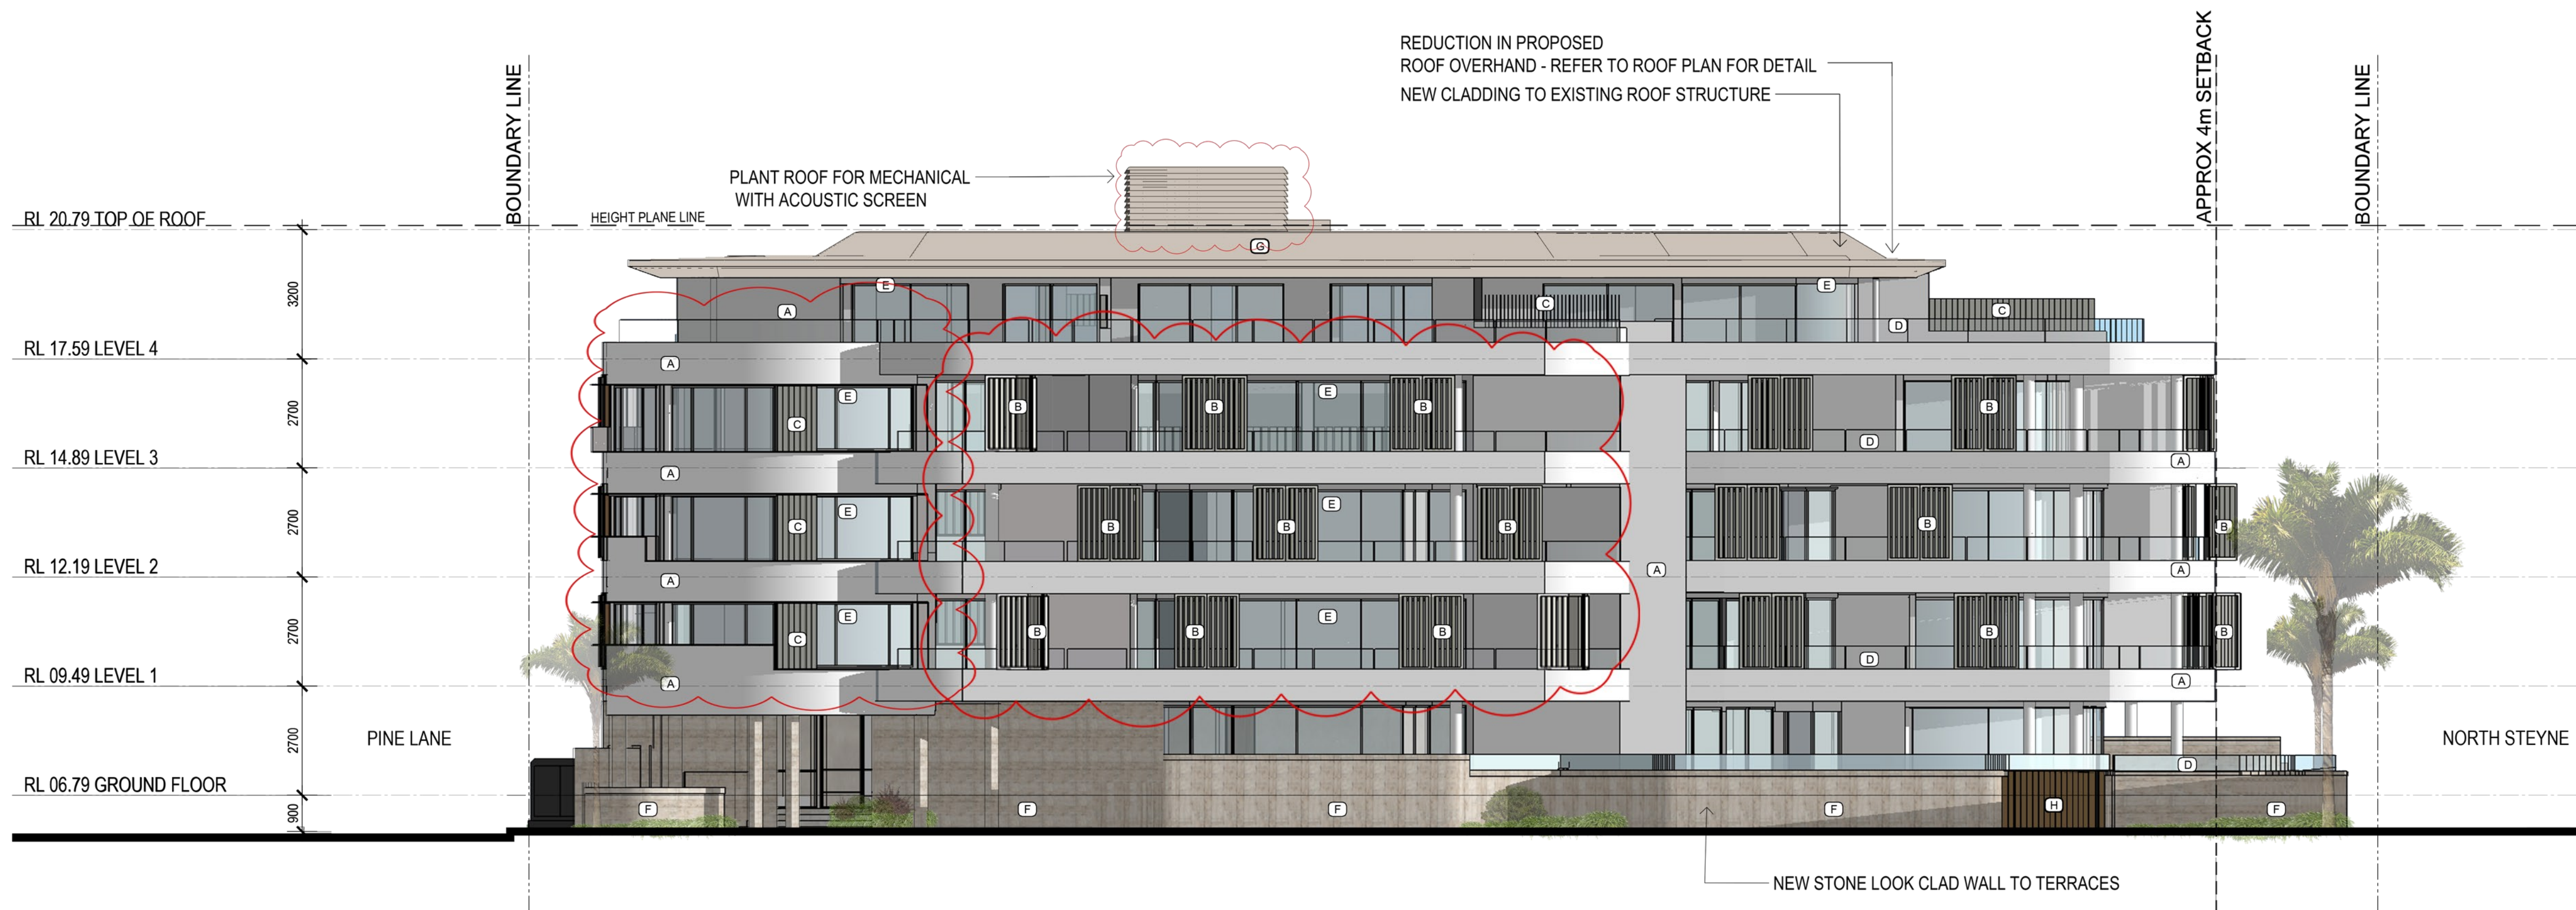 REDUCTION IN PROPOSED
ROOF OVERHAND - REFER TO ROOF PLAN FOR DETAIL
NEW CLADDING TO EXISTING ROOF STRUCTURE
BOUNDARY LINE
APPROX 4m SETBACK
BOUNDARY LINE
PLANT ROOF FOR MECHANICAL
WITH ACOUSTIC SCREEN
RL 20.79 TOP OF ROOF
HEIGHT PLANE LINE
G
3200
E
E
A
C
C
D
RL 17.59 LEVEL 4
A
2700
E
E
B
B
B
B
C
D
RL 14.89 LEVEL 3
A
A
2700
E
E
C
B
B
B
B
B
RL 12.19 LEVEL 2
A
A
A
2700
E
E
C
B
B
B
B
B
D
RL 09.49 LEVEL 1
A
A
2700
PINE LANE
NORTH STEYNE
D
RL 06.79 GROUND FLOOR
900
F
F
F
F
H
F
NEW STONE LOOK CLAD WALL TO TERRACES